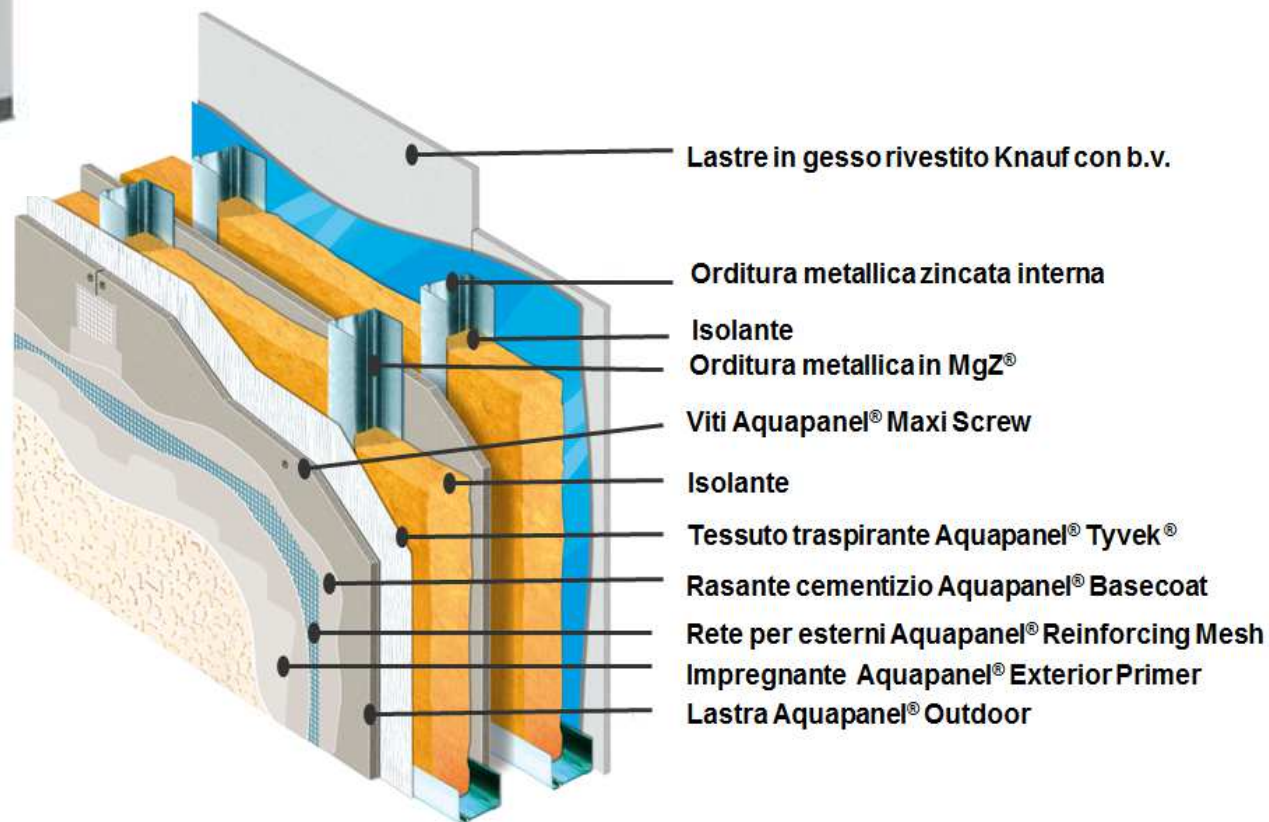 Lastre in gesso rivestito Knauf con b.v.
Orditura metallica zincata interna
Isolante
Orditura metallica in MgZ®
Viti Aquapanel® Maxi Screw
Isolante
Tessuto traspirante Aquapanel® Tyvek®
Rasante cementizio Aquapanel® Basecoat
Rete per esterni Aquapanel® Reinforcing Mesh
Impregnante Aquapanel® Exterior Primer
Lastra Aquapanel® Outdoor